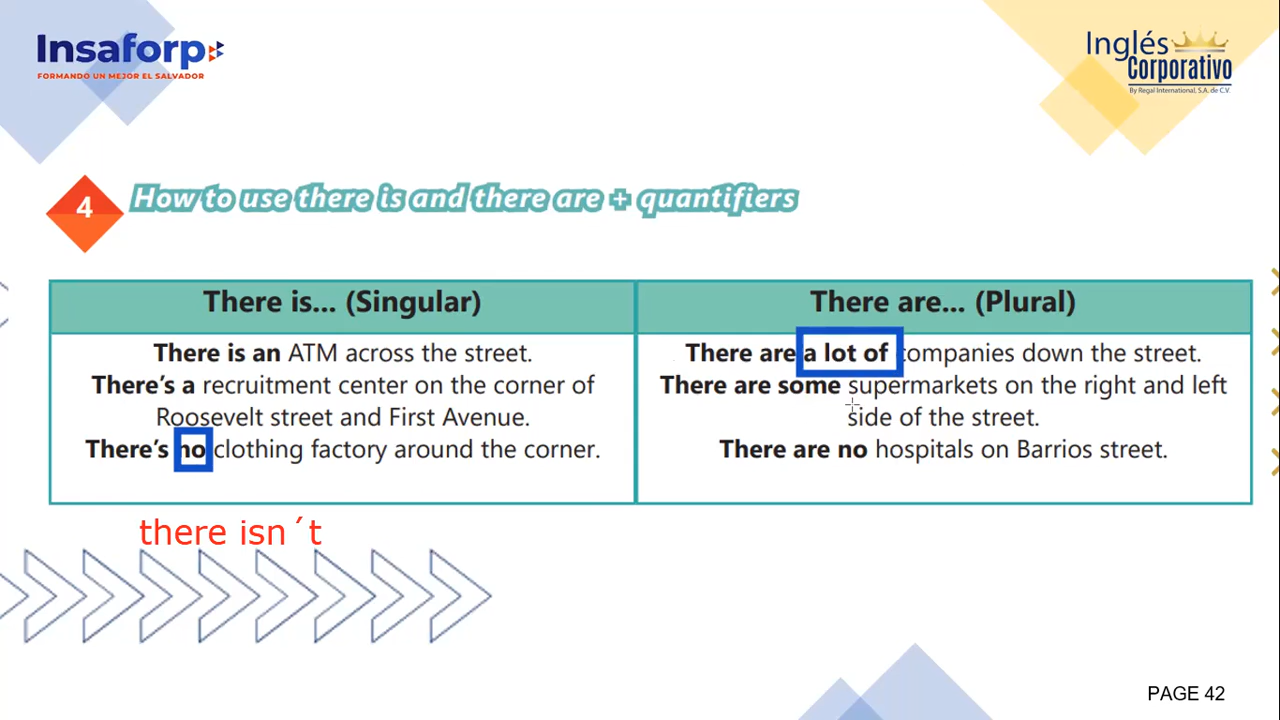 Insaforp
FORMANDO UN MEJOR EL SALVADOR
Inglés
Corporativo
By Regal International, S.A. de C.V.
4
How to use there is and there are + quantifiers
There is... (Singular)
There are... (Plural)
There is an ATM across the street.
There's a recruitment center on the corner of
Roosevelt street and First Avenue.
There's no clothing factory around the corner.
There are a lot of companies down the street.
There are some supermarkets on the right and left
side of the street.
There are no hospitals on Barrios street.
there isn´t
PAGE 42